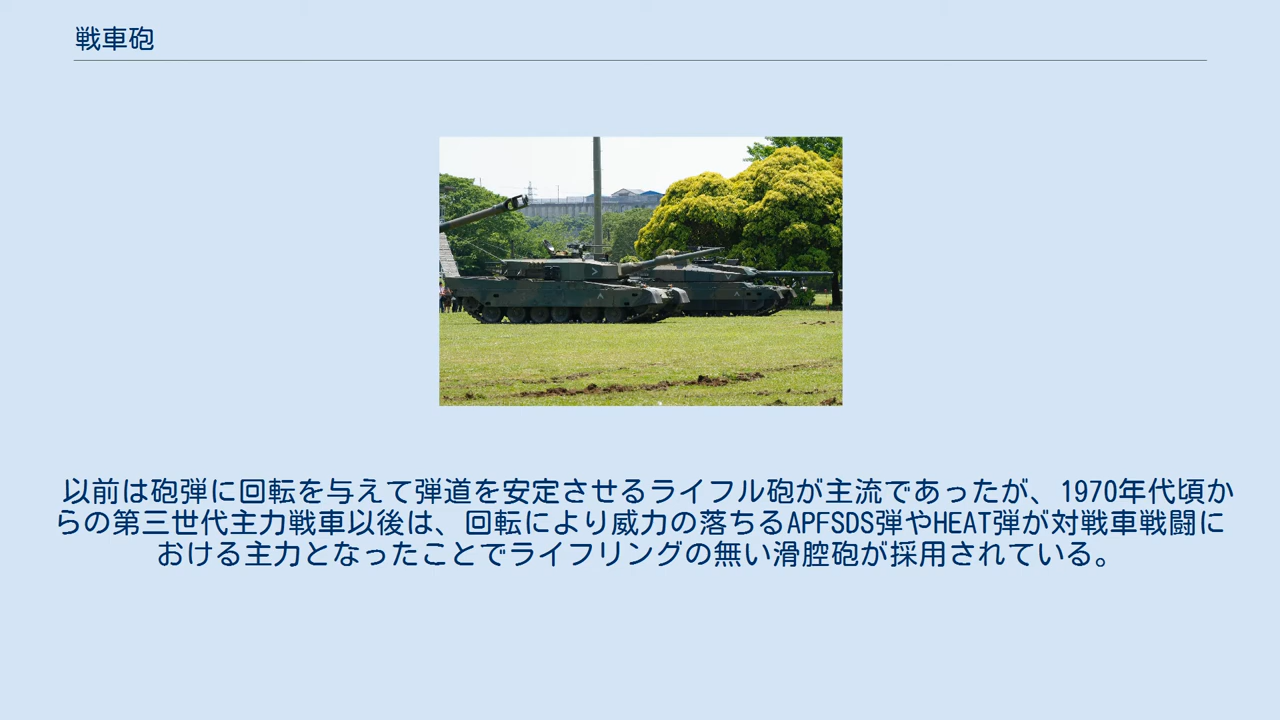 戦車砲
以前は砲弾に回転を与えて弾道を安定させるライフル砲が主流であったが、1970年代頃か
らの第三世代主力戦車以後は、回転により威力の落ちるAPFSDS弾やHEAT弾が対戦車戦闘に
おける主力となったことでライフリングの無い滑腔砲が採用されている。